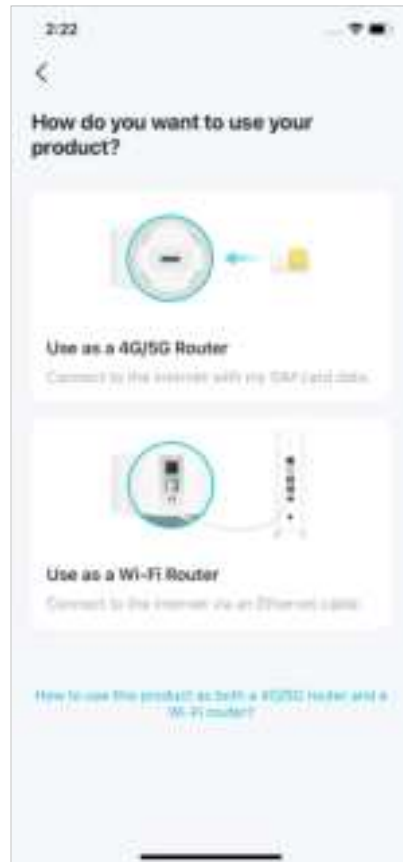 2:22
How do you want to use your
product?
Use as a 4G/5G Router
Connect to the internet with my SIM card data.
Use as a Wi-Fi Router
Connect to the internet via an Ethernet cable.
How to use this product as both a 4G/5G router and a
Wi-Fi router?